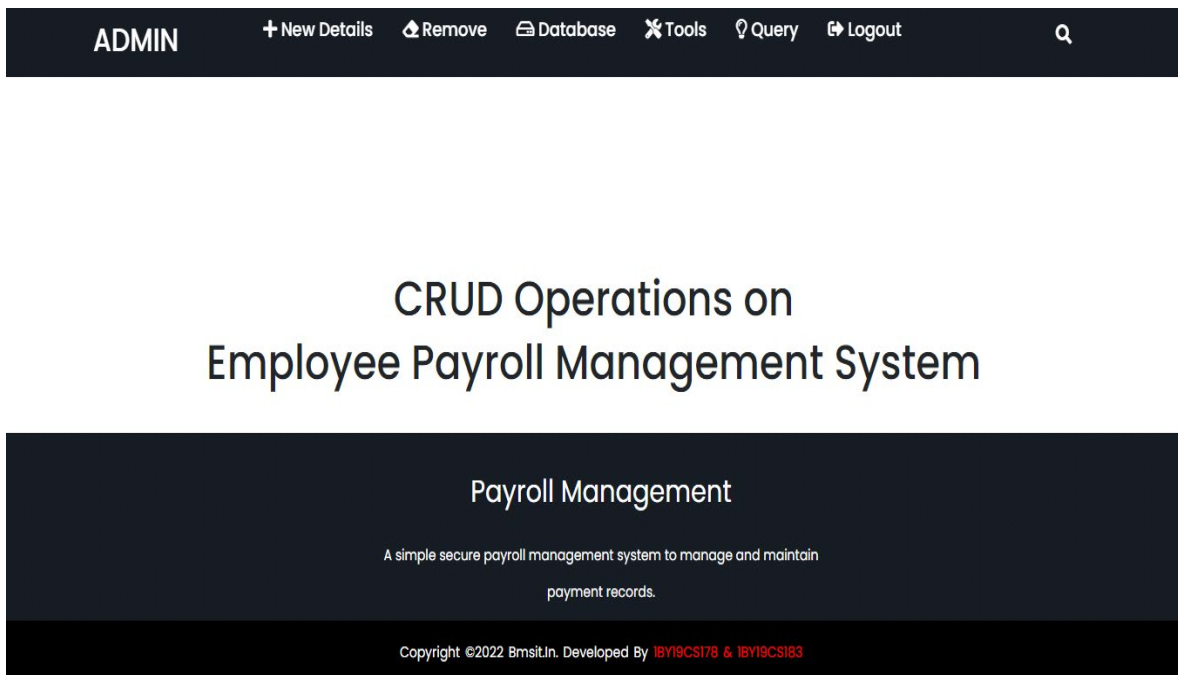 ADMIN New Details Remove Database Tools Query Logout
CRUD Operations on
Employee Payroll Management System
Payroll Management
A simple secure payroll management system to manage and maintain
payment records.
Copyright ©2022 Bmsit.In. Developed By 1BY19CS178 & 1BY19CS183